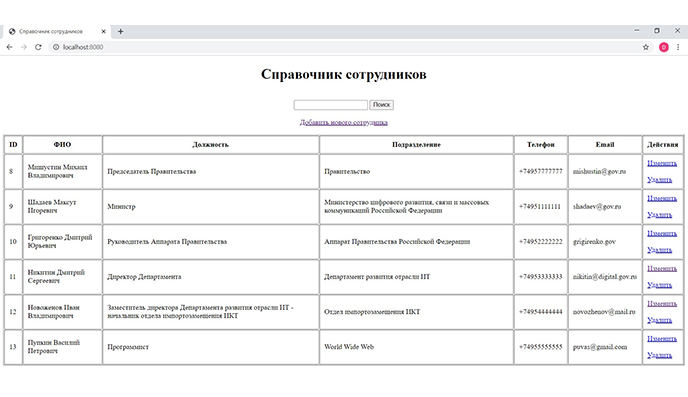 Справочник сотрудников
localhost:8080
D
Справочник сотрудников
Поиск
Добавить нового сотрудника
ID ФИО Должность Подразделение Телефон Email Действия
8 Мишустин Михаил Владимирович Председатель Правительства Правительство +74957777777 mishustin@gov.ru Изменить Удалить
9 Шадаев Максут Игоревич Министр Министерство цифрового развития, связи и массовых коммуникаций Российской Федерации +74951111111 shadaev@gov.ru Изменить Удалить
10 Григоренко Дмитрий Юрьевич Руководитель Аппарата Правительства Аппарат Правительства Российской Федерации +74952222222 grigirenko.gov Изменить Удалить
11 Никитин Дмитрий Сергеевич Директор Департамента Департамент развития отрасли ИТ +74953333333 nikitin@digital.gov.ru Изменить Удалить
12 Новоженов Иван Владимирович Заместитель директора Департамента развития отрасли ИТ - начальник отдела импортозамещения ИКТ Отдел импортозамещения ИКТ +74954444444 novozhenov@mail.ru Изменить Удалить
13 Пупкин Василий Петрович Программист World Wide Web +74955555555 puvas@gmail.com Изменить Удалить